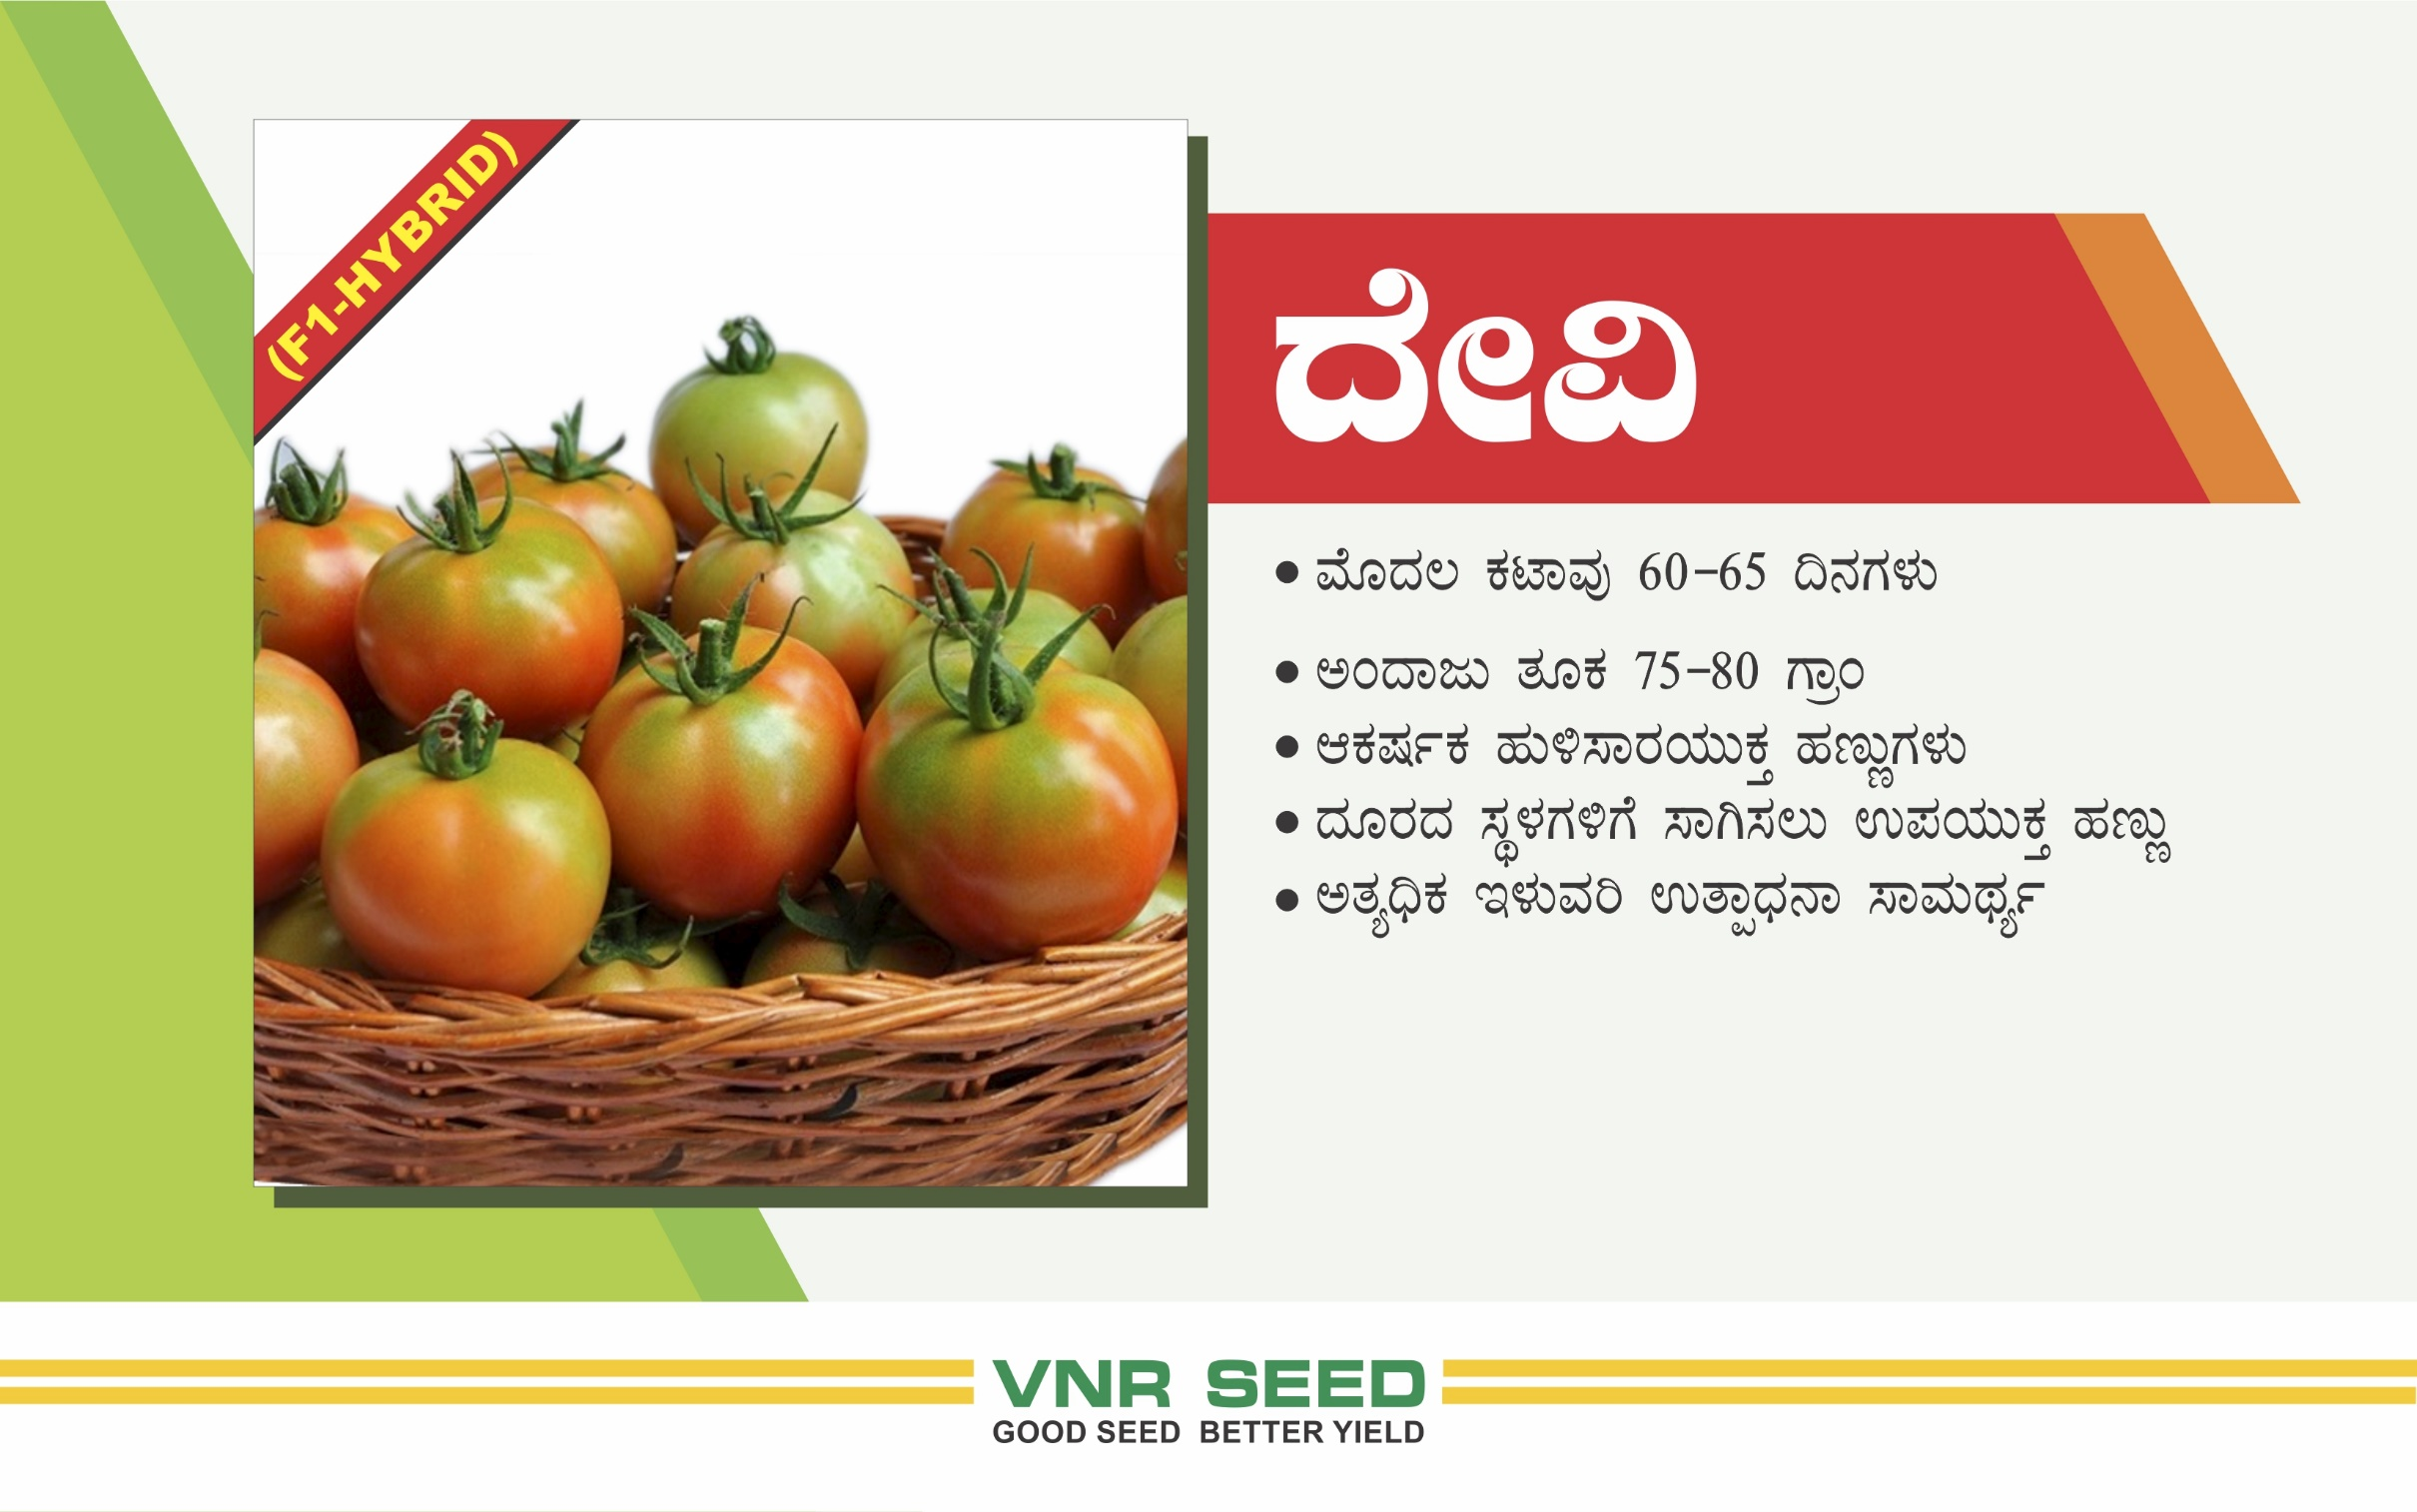 (F1-HYBRID))
ದೇವಿ
● ಮೊದಲ ಕಟಾವು 60-65 ದಿನಗಳು
● ಅಂದಾಜು ತೂಕ 75-80 ಗ್ರಾಂ
● ಆಕರ್ಷಕ ಹುಳಿಸಾರಯುಕ್ತ ಹಣ್ಣುಗಳು
● ದೂರದ ಸ್ಥಳಗಳಿಗೆ ಸಾಗಿಸಲು ಉಪಯುಕ್ತ ಹಣ್ಣು
● ಅತ್ಯಧಿಕ ಇಳುವರಿ ಉತ್ಪಾಧನಾ ಸಾಮರ್ಥ್ಯ
VNR SEED
GOOD SEED BETTER YIELD